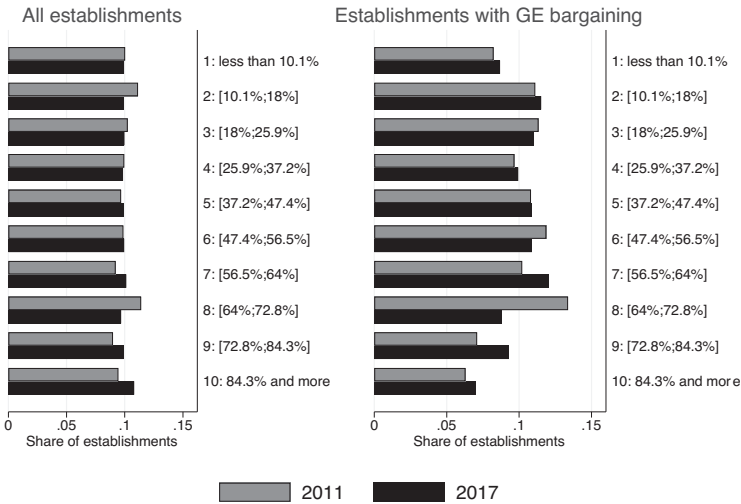 All establishments
1: less than 10.1%
2: [10.1%;18%]
3: [18%;25.9%]
4: [25.9%;37.2%]
5: [37.2%;47.4%]
6: [47.4%;56.5%]
7: [56.5%;64%]
8: [64%;72.8%]
9: [72.8%;84.3%]
10: 84.3% and more
0 .05 .1 .15
Share of establishments
Establishments with GE bargaining
1: less than 10.1%
2: [10.1%;18%]
3: [18%;25.9%]
4: [25.9%;37.2%]
5: [37.2%;47.4%]
6: [47.4%;56.5%]
7: [56.5%;64%]
8: [64%;72.8%]
9: [72.8%;84.3%]
10: 84.3% and more
0 .05 .1 .15
Share of establishments
2011 2017